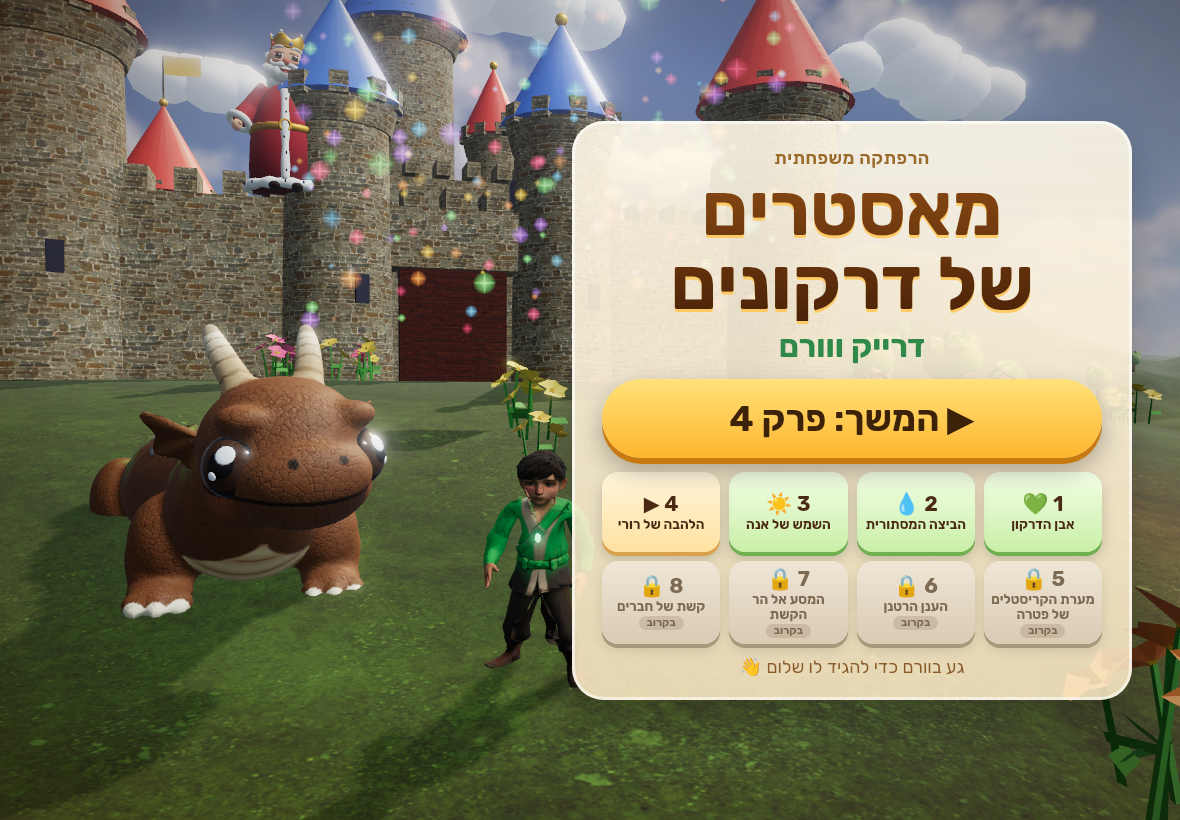 הרפתקה משפחתית
מאסטרים
של דרקונים
דרייק ווורם
▶ המשך: פרק 4
1 💚
אבן הדרקון
2 💧
הביצה המסתורית
3 ☀️
השמש של אנה
4 ▶
הלהבה של רורי
5 🔒
מערת הקריסטלים
של פטרה
בקרוב
6 🔒
הענן הרטנן
בקרוב
7 🔒
המסע אל הר
הקשת
בקרוב
8 🔒
קשת של חברים
בקרוב
גע בוורם כדי להגיד לו שלום 👋